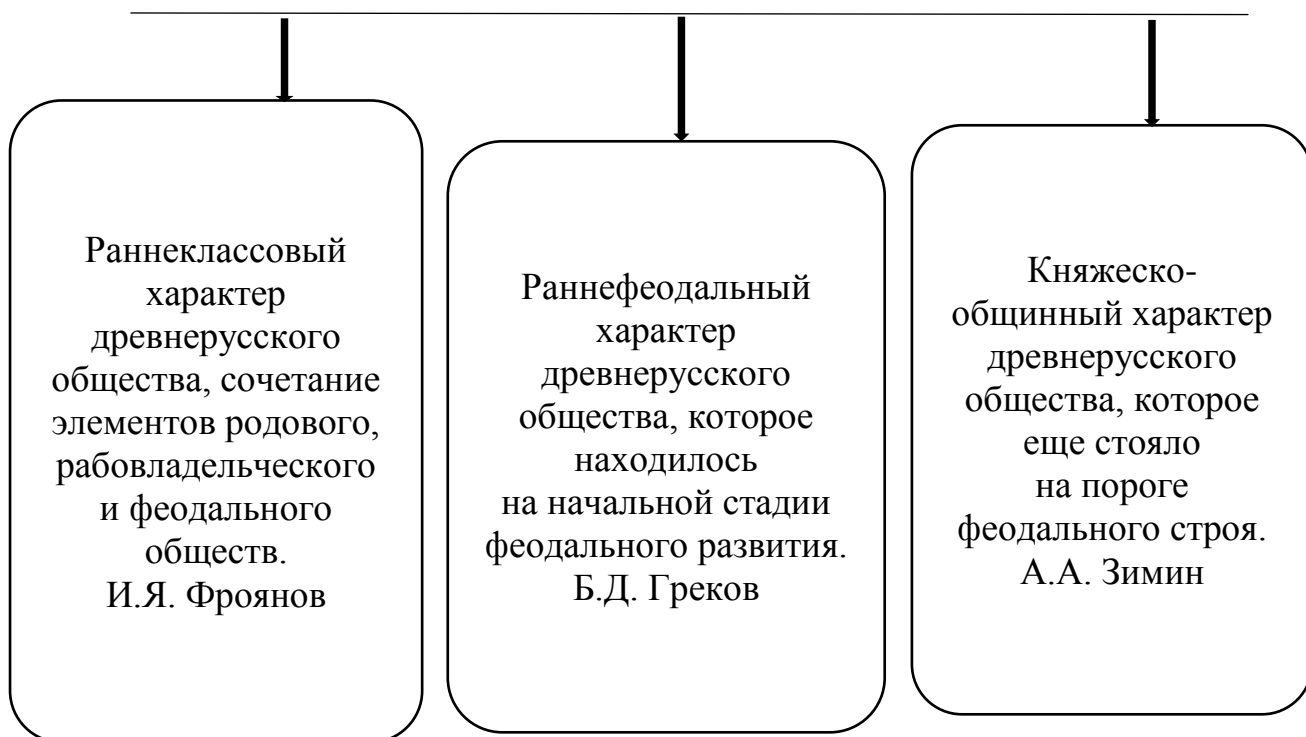 Раннеклассовый
характер
древнерусского
общества, сочетание
элементов родового,
рабовладельческого
и феодального
обществ.
И.Я. Фроянов
Раннефеодальный
характер
древнерусского
общества, которое
находилось
на начальной стадии
феодального развития.
Б.Д. Греков
Княжеско-
общинный характер
древнерусского
общества, которое
еще стояло
на пороге
феодального строя.
А.А. Зимин